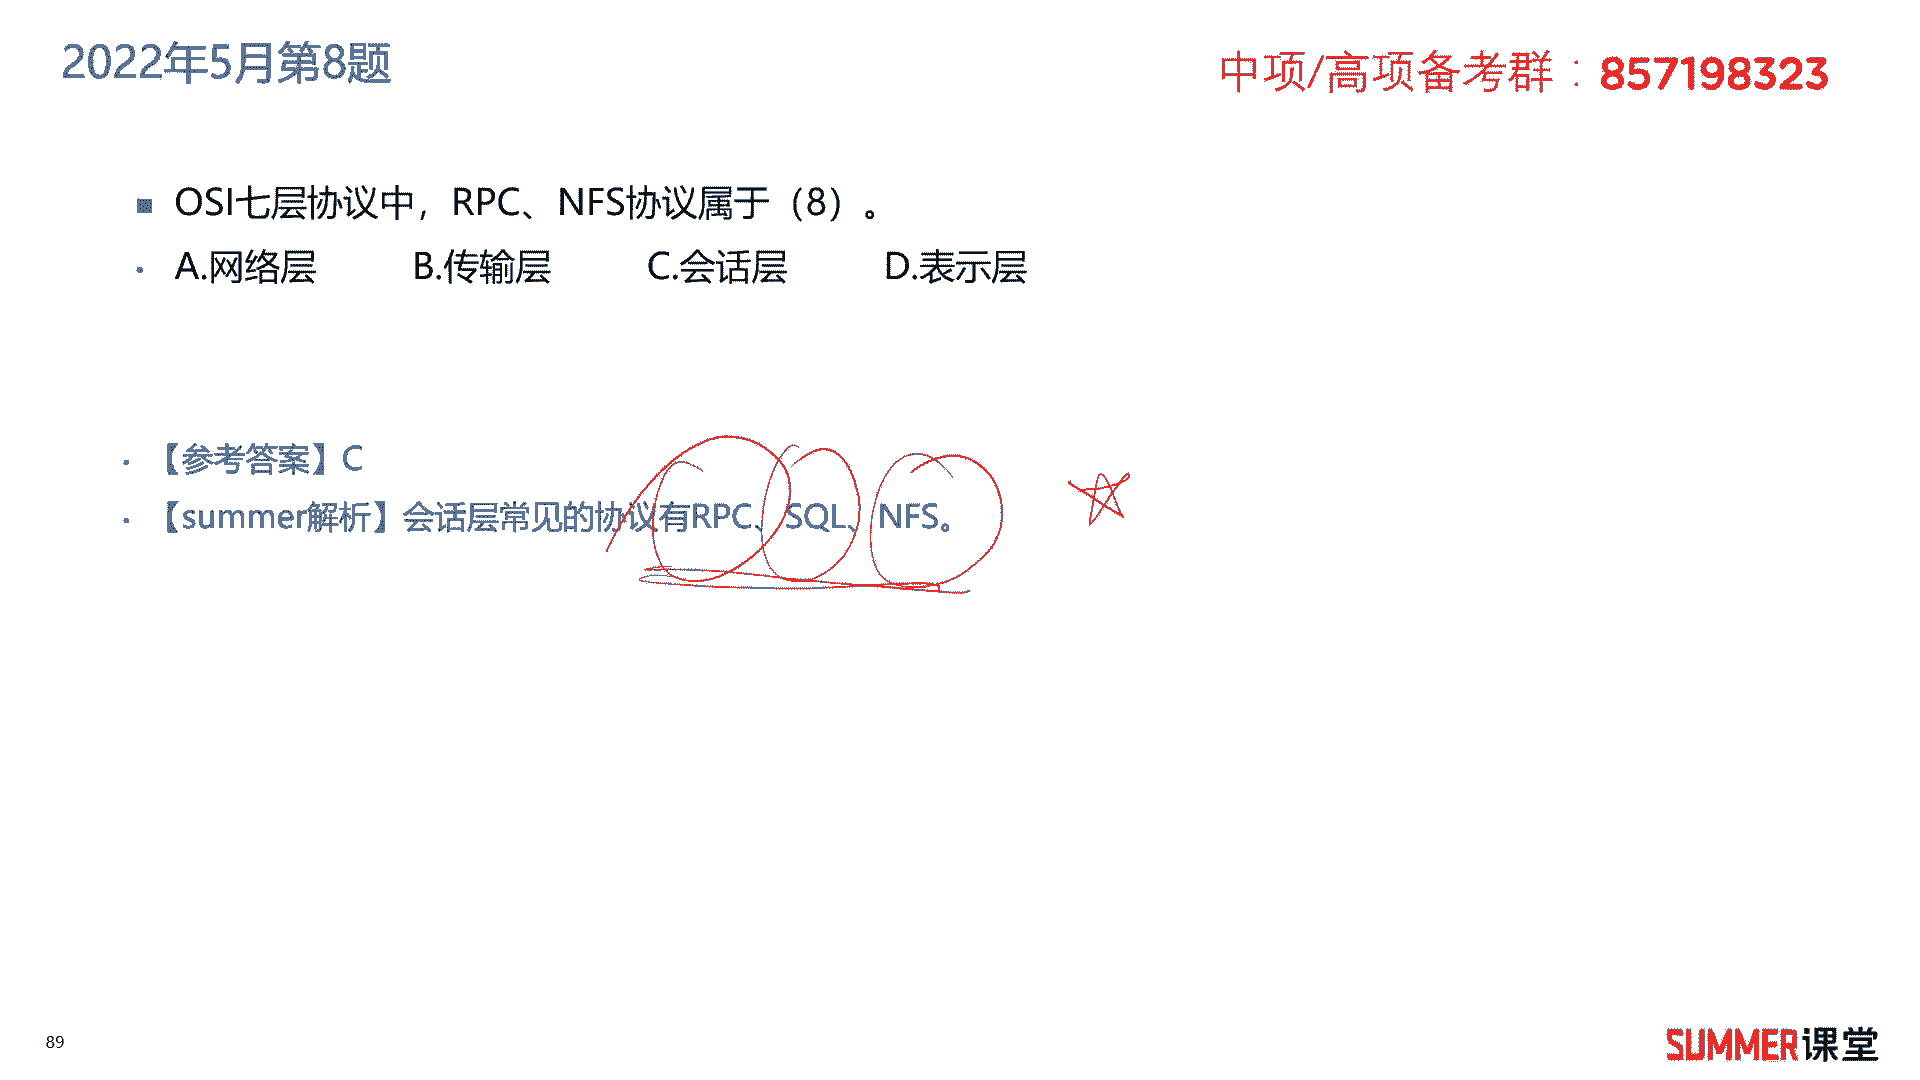 2022年5月第8题
中项/高项备考群：857198323
■ OSI七层协议中，RPC、NFS协议属于（8）。
• A.网络层 B.传输层 C.会话层 D.表示层
• 【参考答案】C
• 【summer解析】会话层常见的协议有RPC、SQL、NFS。
89
SUMMER课堂